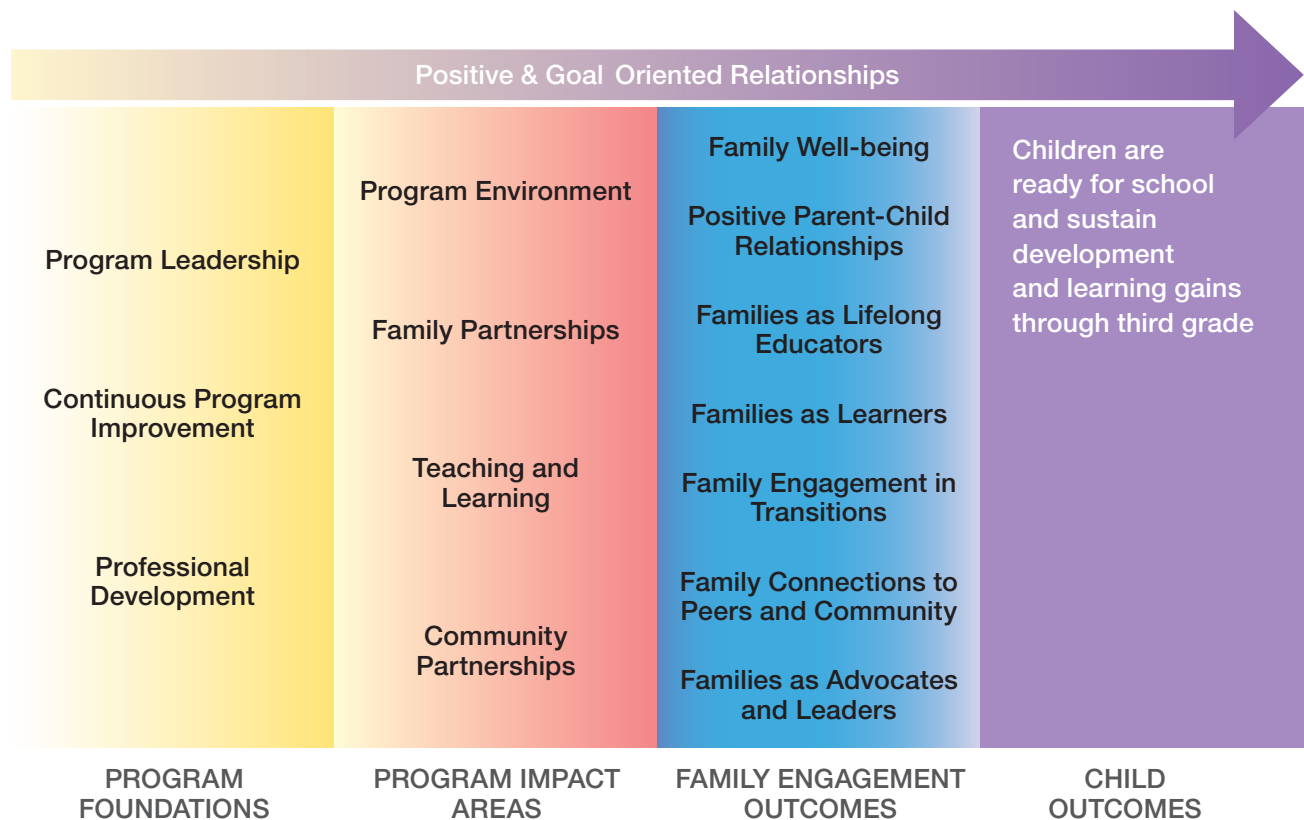 Positive & Goal Oriented Relationships
Program Leadership
Continuous Program
Improvement
Professional
Development
PROGRAM
FOUNDATIONS
Program Environment
Family Partnerships
Teaching and
Learning
Community
Partnerships
PROGRAM IMPACT
AREAS
Family Well-being
Positive Parent-Child
Relationships
Families as Lifelong
Educators
Families as Learners
Family Engagement in
Transitions
Family Connections to
Peers and Community
Families as Advocates
and Leaders
FAMILY ENGAGEMENT
OUTCOMES
Children are
ready for school
and sustain
development
and learning gains
through third grade
CHILD
OUTCOMES